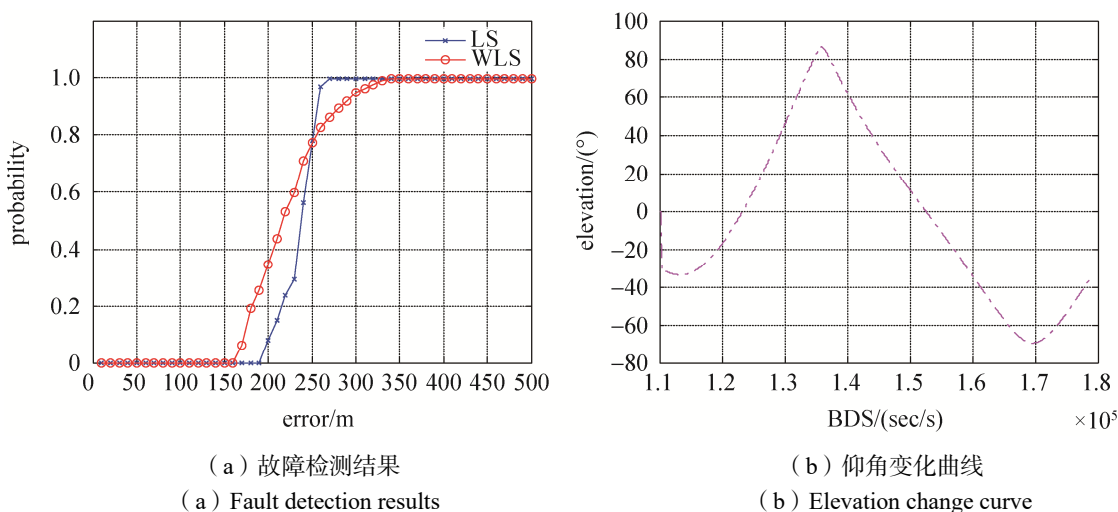 LS
WLS
probability
1.0
0.8
0.6
0.4
0.2
0
0 50 100 150 200 250 300 350 400 450 500
error/m
(a)故障检测结果
(a) Fault detection results
elevation/(°)
100
80
60
40
20
0
−20
−40
−60
−80
1.1 1.2 1.3 1.4 1.5 1.6 1.7 1.8
BDS/(sec/s)
×10⁵
(b)仰角变化曲线
(b) Elevation change curve